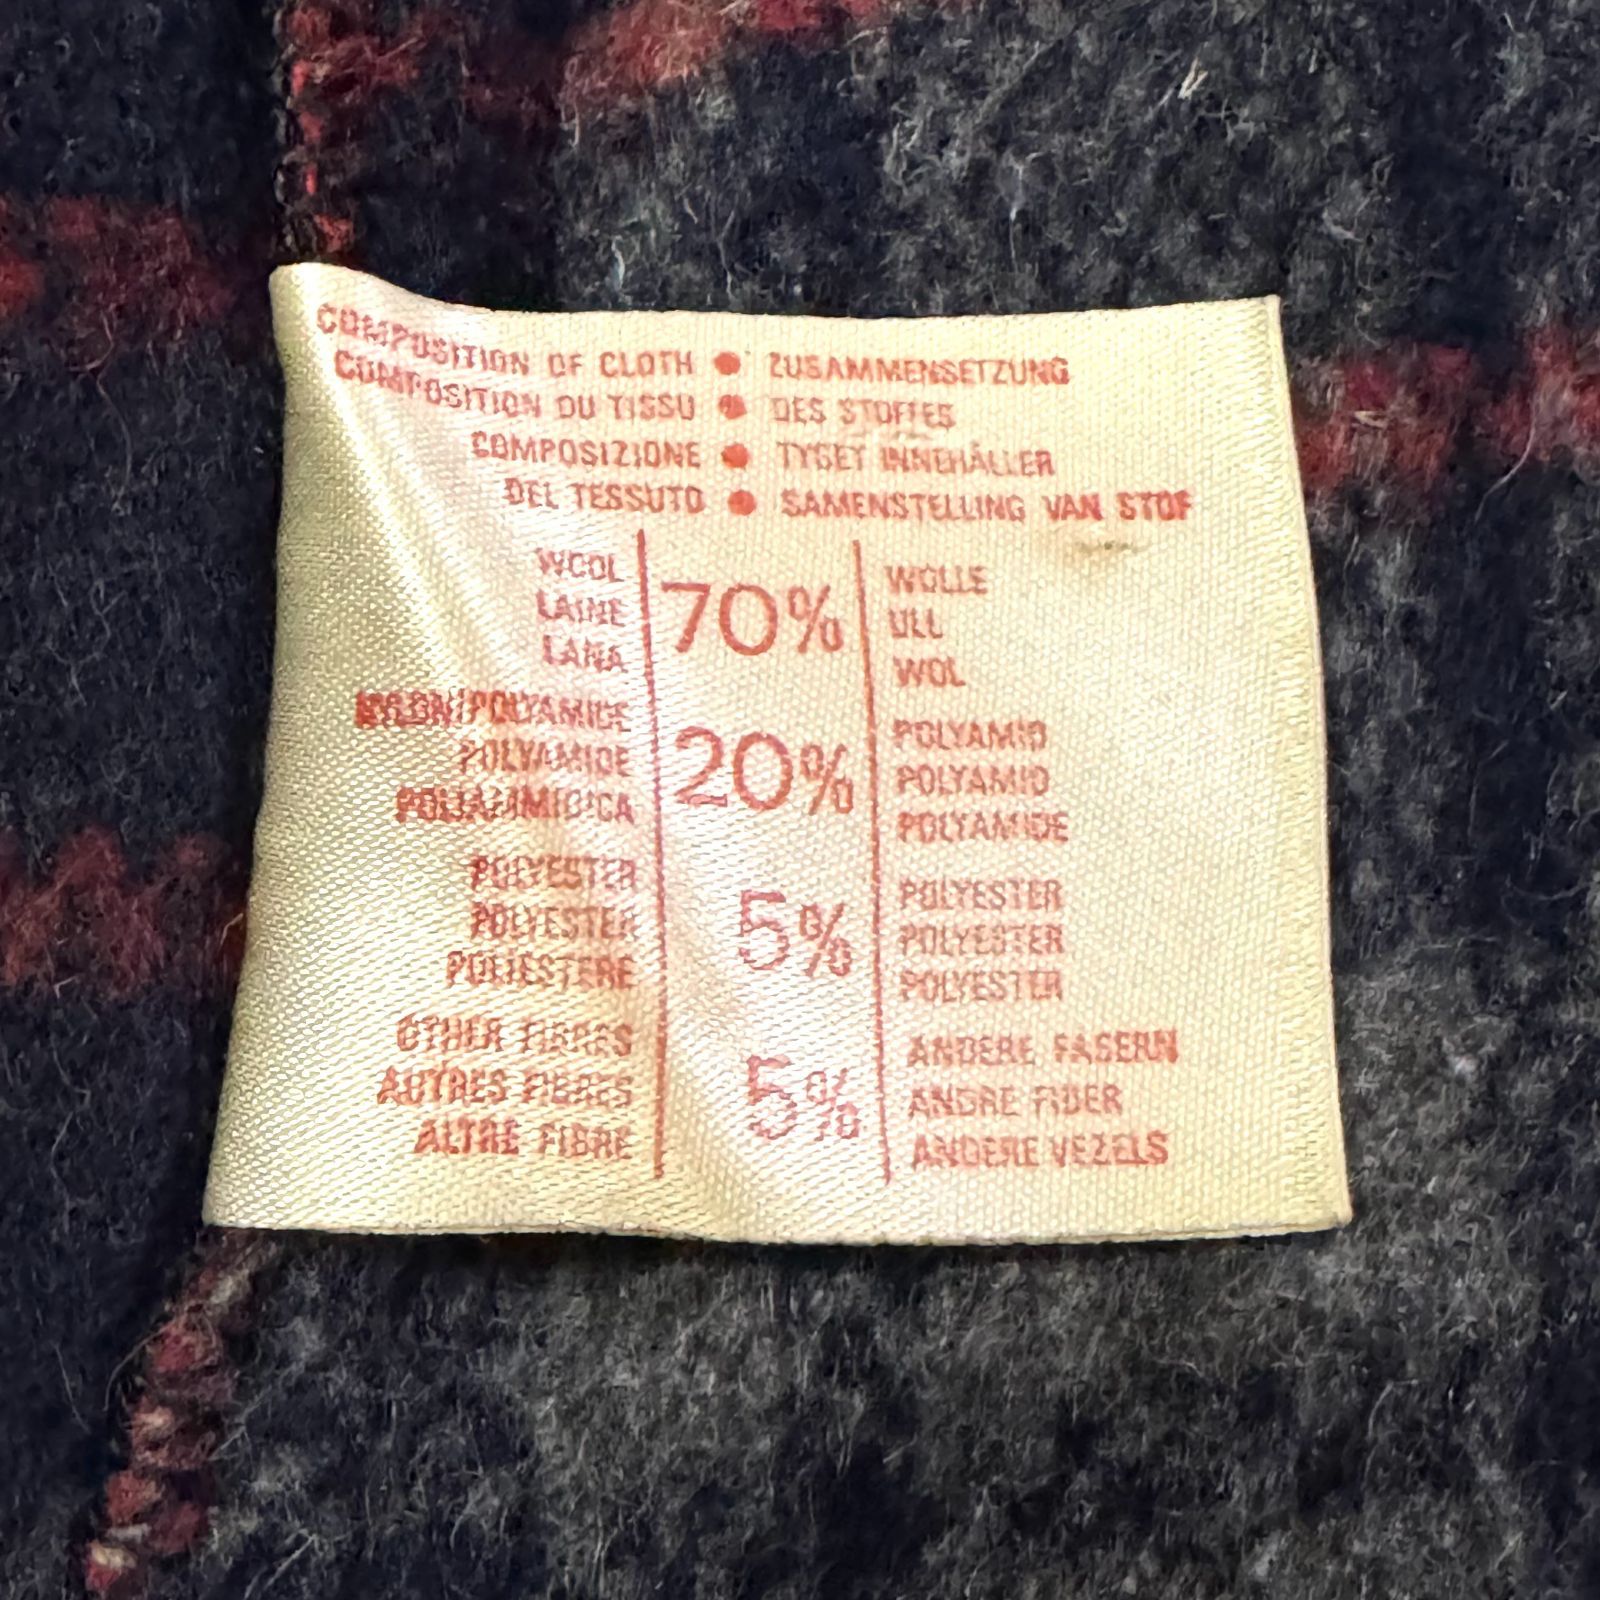 COMPOSITION OF CLOTH ● ZUSAMMENSETZUNG
COMPOSITION DU TISSU ● DES STOFFES
COMPOSIZIONE ● TYGET INNEHÅLLER
DEL TESSUTO ● SAMENSTELLING VAN STOF
WOOL
LAINE
LANA
70%
WOLLE
ULL
WOL
NYLON/POLYAMIDE
POLYAMIDE
POLIAMMIDICA
20%
POLYAMID
POLYAMID
POLYAMIDE
POLYESTER
POLYESTER
POLIESTERE
5%
POLYESTER
POLYESTER
POLYESTER
OTHER FIBRES
AUTRES FIBRES
ALTRE FIBRE
5%
ANDERE FASERN
ANDRE FIBER
ANDERE VEZELS